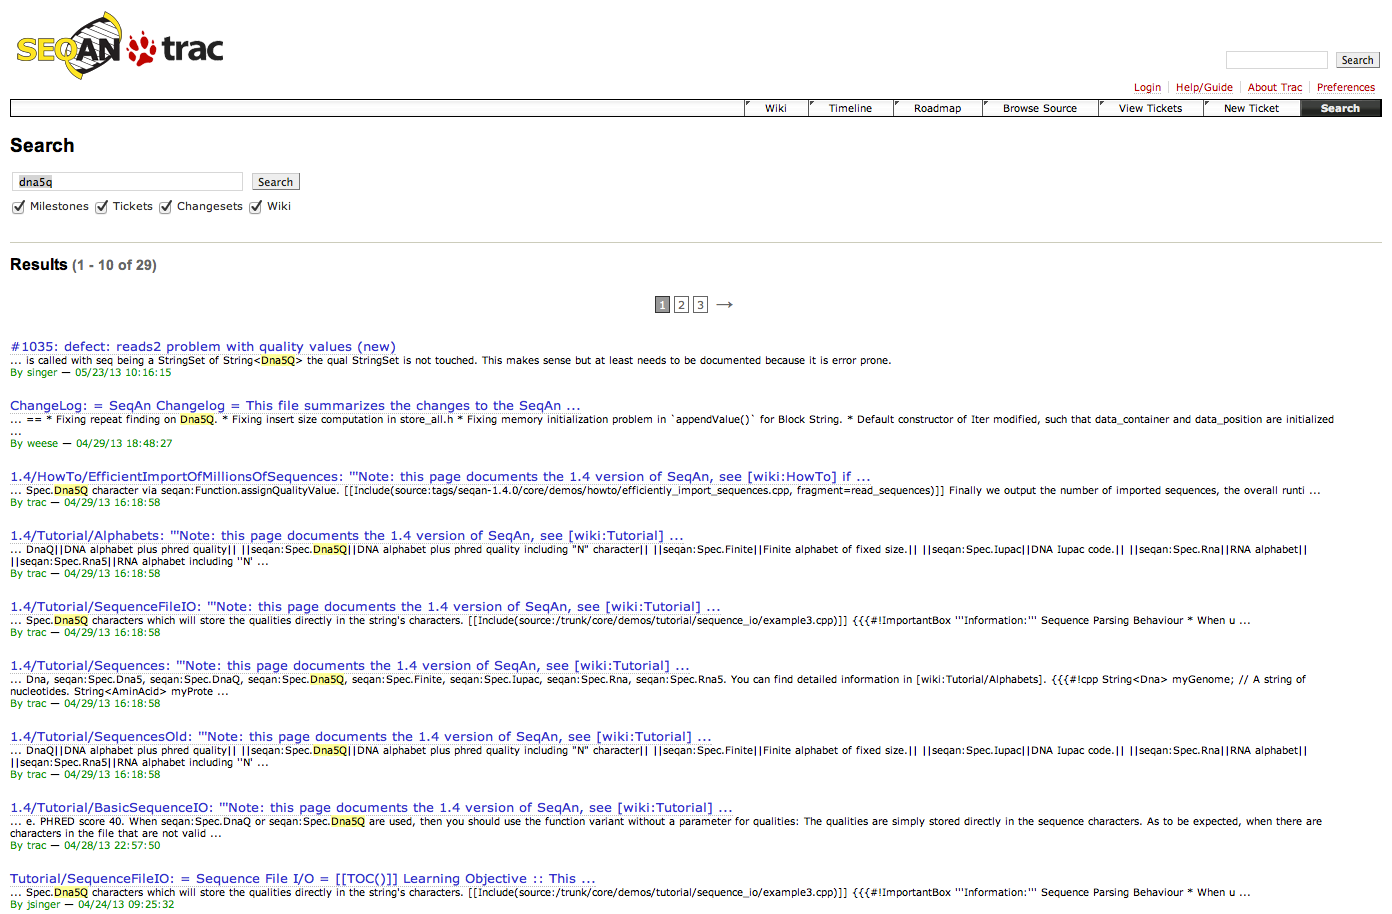 SEQAN trac
Search
Login Help/Guide About Trac Preferences
Wiki Timeline Roadmap Browse Source View Tickets New Ticket Search
Search
dna5q Search
Milestones Tickets Changesets Wiki
Results (1 - 10 of 29)
1 2 3 →
#1035: defect: reads2 problem with quality values (new)
... is called with seq being a StringSet of String<Dna5Q> the qual StringSet is not touched. This makes sense but at least needs to be documented because it is error prone.
By singer — 05/23/13 10:16:15
ChangeLog: = SeqAn Changelog = This file summarizes the changes to the SeqAn ...
... == * Fixing repeat finding on Dna5Q. * Fixing insert size computation in store_all.h * Fixing memory initialization problem in `appendValue()` for Block String. * Default constructor of Iter modified, such that data_container and data_position are initialized
...
By weese — 04/29/13 18:48:27
1.4/HowTo/EfficientImportOfMillionsOfSequences: '''Note: this page documents the 1.4 version of SeqAn, see [wiki:HowTo] if ...
... Spec.Dna5Q character via seqan:Function.assignQualityValue. [[Include(source:tags/seqan-1.4.0/core/demos/howto/efficiently_import_sequences.cpp, fragment=read_sequences)]] Finally we output the number of imported sequences, the overall runti ...
By trac — 04/29/13 16:18:58
1.4/Tutorial/Alphabets: '''Note: this page documents the 1.4 version of SeqAn, see [wiki:Tutorial] ...
... DnaQ||DNA alphabet plus phred quality|| ||seqan:Spec.Dna5Q||DNA alphabet plus phred quality including "N" character|| ||seqan:Spec.Finite||Finite alphabet of fixed size.|| ||seqan:Spec.Iupac||DNA Iupac code.|| ||seqan:Spec.Rna||RNA alphabet||
||seqan:Spec.Rna5||RNA alphabet including "N' ...
By trac — 04/29/13 16:18:58
1.4/Tutorial/SequenceFileIO: '''Note: this page documents the 1.4 version of SeqAn, see [wiki:Tutorial] ...
... Spec.Dna5Q characters which will store the qualities directly in the string's characters. [[Include(source:/trunk/core/demos/tutorial/sequence_io/example3.cpp)]] {{{#!ImportantBox '''Information:''' Sequence Parsing Behaviour * When u ...
By trac — 04/29/13 16:18:58
1.4/Tutorial/Sequences: '''Note: this page documents the 1.4 version of SeqAn, see [wiki:Tutorial] ...
... Dna, seqan:Spec.Dna5, seqan:Spec.DnaQ, seqan:Spec.Dna5Q, seqan:Spec.Finite, seqan:Spec.Iupac, seqan:Spec.Rna, seqan:Spec.Rna5. You can find detailed information in [wiki:Tutorial/Alphabets]. {{{#!cpp String<Dna> myGenome; // A string of
nucleotides. String<AminAcid> myProte ...
By trac — 04/29/13 16:18:58
1.4/Tutorial/SequencesOld: '''Note: this page documents the 1.4 version of SeqAn, see [wiki:Tutorial] ...
... DnaQ||DNA alphabet plus phred quality|| ||seqan:Spec.Dna5Q||DNA alphabet plus phred quality including "N" character|| ||seqan:Spec.Finite||Finite alphabet of fixed size.|| ||seqan:Spec.Iupac||DNA Iupac code.|| ||seqan:Spec.Rna||RNA alphabet||
||seqan:Spec.Rna5||RNA alphabet including "N' ...
By trac — 04/29/13 16:18:58
1.4/Tutorial/BasicSequenceIO: '''Note: this page documents the 1.4 version of SeqAn, see [wiki:Tutorial] ...
... e. PHRED score 40. When seqan:Spec.DnaQ or seqan:Spec.Dna5Q are used, then you should use the function variant without a parameter for qualities: The qualities are simply stored directly in the sequence characters. As to be expected, when there are
characters in the file that are not valid ...
By trac — 04/28/13 22:57:50
Tutorial/SequenceFileIO: = Sequence File I/O = [[TOC()]] Learning Objective :: This ...
... Spec.Dna5Q characters which will store the qualities directly in the string's characters. [[Include(source:/trunk/core/demos/tutorial/sequence_io/example3.cpp)]] {{{#!ImportantBox '''Information:''' Sequence Parsing Behaviour * When u ...
By jsinger — 04/24/13 09:25:32